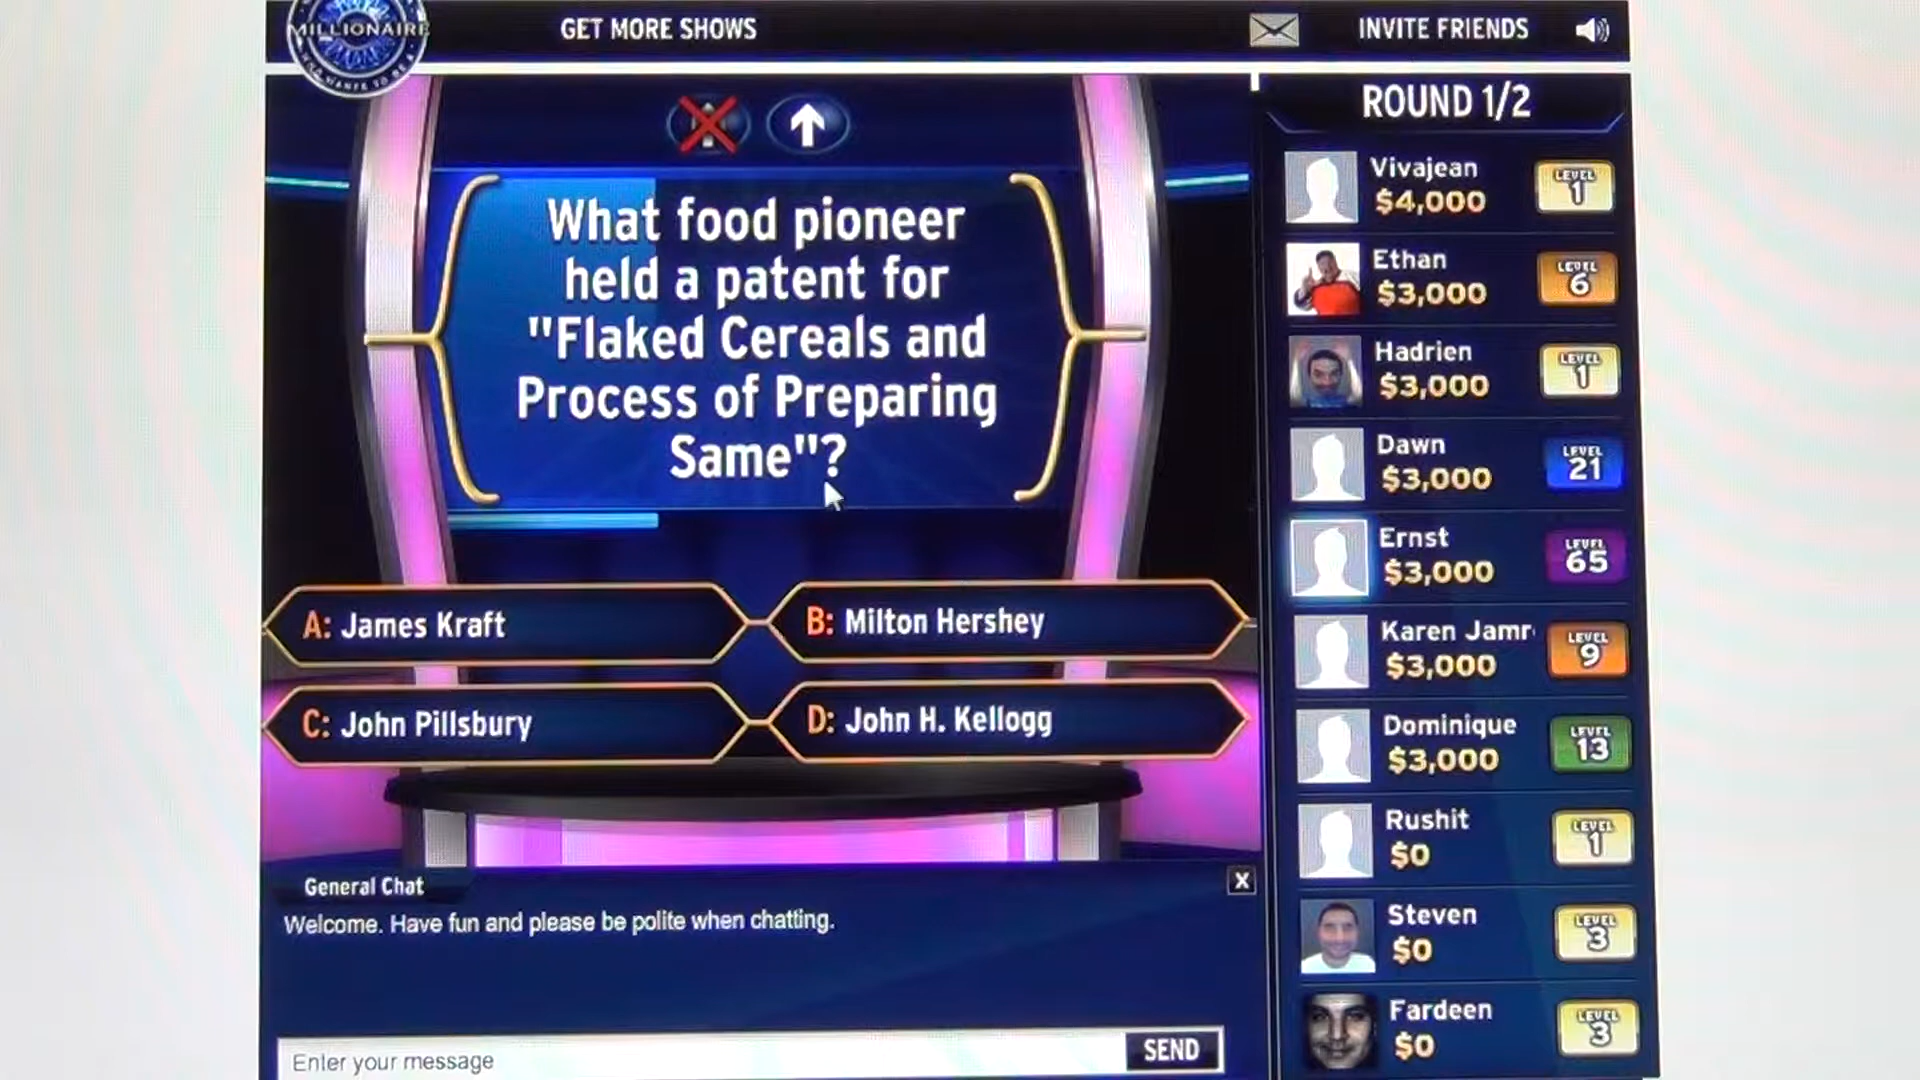 MILLIONAIRE
WHO WANTS TO BE A
GET MORE SHOWS
INVITE FRIENDS
What food pioneer
held a patent for
"Flaked Cereals and
Process of Preparing
Same"?
A: James Kraft
B: Milton Hershey
C: John Pillsbury
D: John H. Kellogg
General Chat
X
Welcome. Have fun and please be polite when chatting.
Enter your message
SEND
ROUND 1/2
Vivajean
$4,000
LEVEL
1
Ethan
$3,000
LEVEL
6
Hadrien
$3,000
LEVEL
1
Dawn
$3,000
LEVEL
21
Ernst
$3,000
LEVEL
65
Karen Jamr
$3,000
LEVEL
9
Dominique
$3,000
LEVEL
13
Rushit
$0
LEVEL
1
Steven
$0
LEVEL
3
Fardeen
$0
LEVEL
3